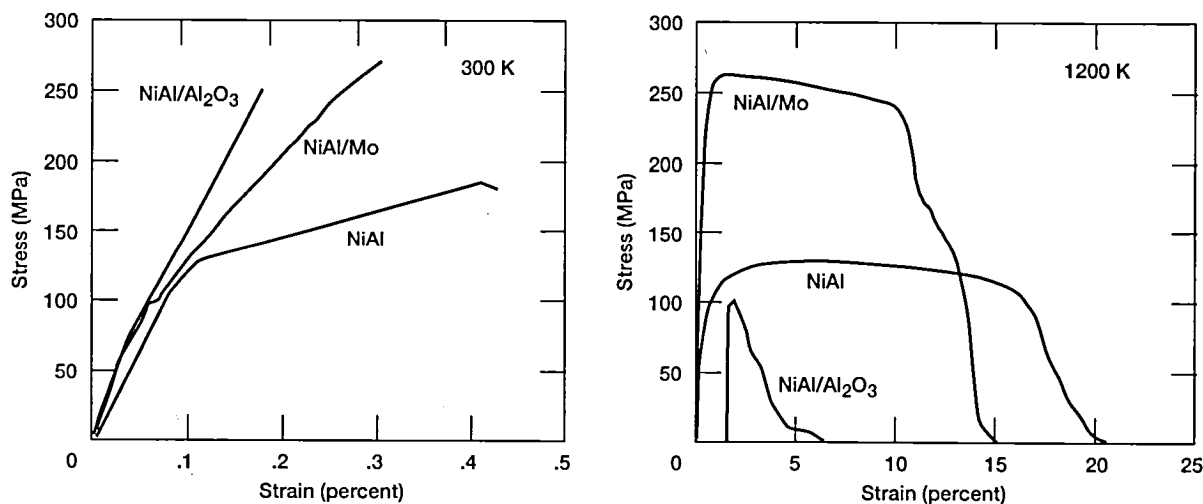 300
250
200
150
100
50
0
Stress (MPa)
300 K
NiAl/Al₂O₃
NiAl/Mo
NiAl
.1
.2
.3
.4
.5
Strain (percent)
300
250
200
150
100
50
0
Stress (MPa)
1200 K
NiAl/Mo
NiAl
NiAl/Al₂O₃
5
10
15
20
25
Strain (percent)